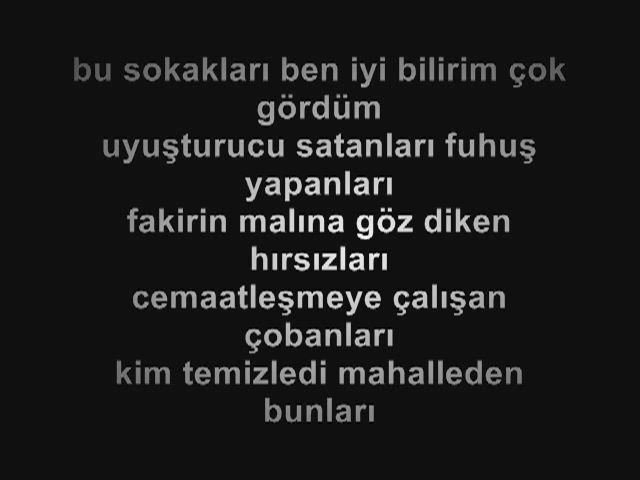 bu sokakları ben iyi bilirim çok
gördüm
uyuşturucu satanları fuhuş
yapanları
fakirin malına göz diken
hırsızları
cemaatleşmeye çalışan
çobanları
kim temizledi mahalleden
bunları